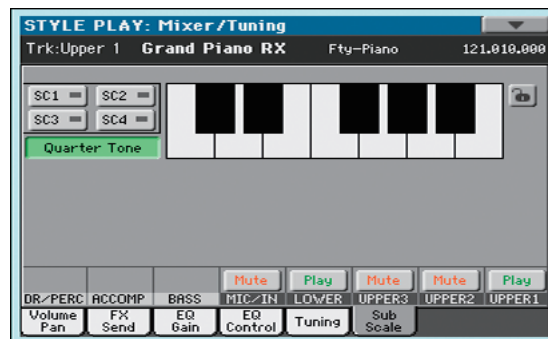 STYLE PLAY: Mixer/Tuning
Trk:Upper 1 Grand Piano RX Fty-Piano 121.010.000
SC1 SC2
SC3 SC4
Quarter Tone
Mute Play Mute Mute Play
DR/PERC ACCOMP BASS MIC/IN LOWER UPPER3 UPPER2 UPPER1
Volume Pan FX Send EQ Gain EQ Control Tuning Sub Scale